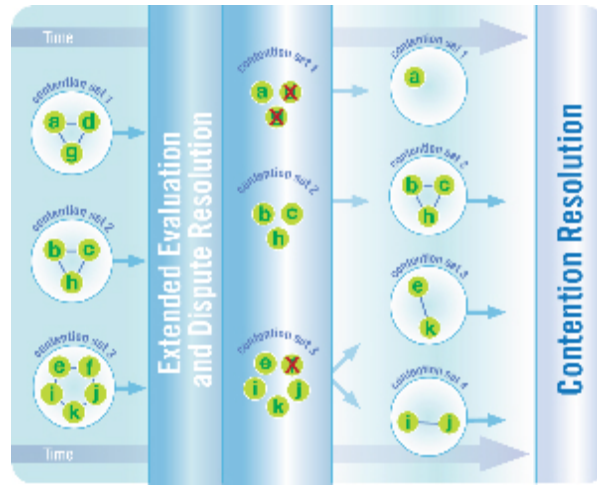 Time
contention set 1
a
d
g
contention set 2
b
c
h
contention set 3
e
f
i
j
k
Time
Extended Evaluation
and Dispute Resolution
contention set 1
a
contention set 2
b
c
h
contention set 3
e
i
j
k
contention set 1
a
contention set 2
b
c
h
contention set 3
e
k
contention set 4
i
j
Contention Resolution